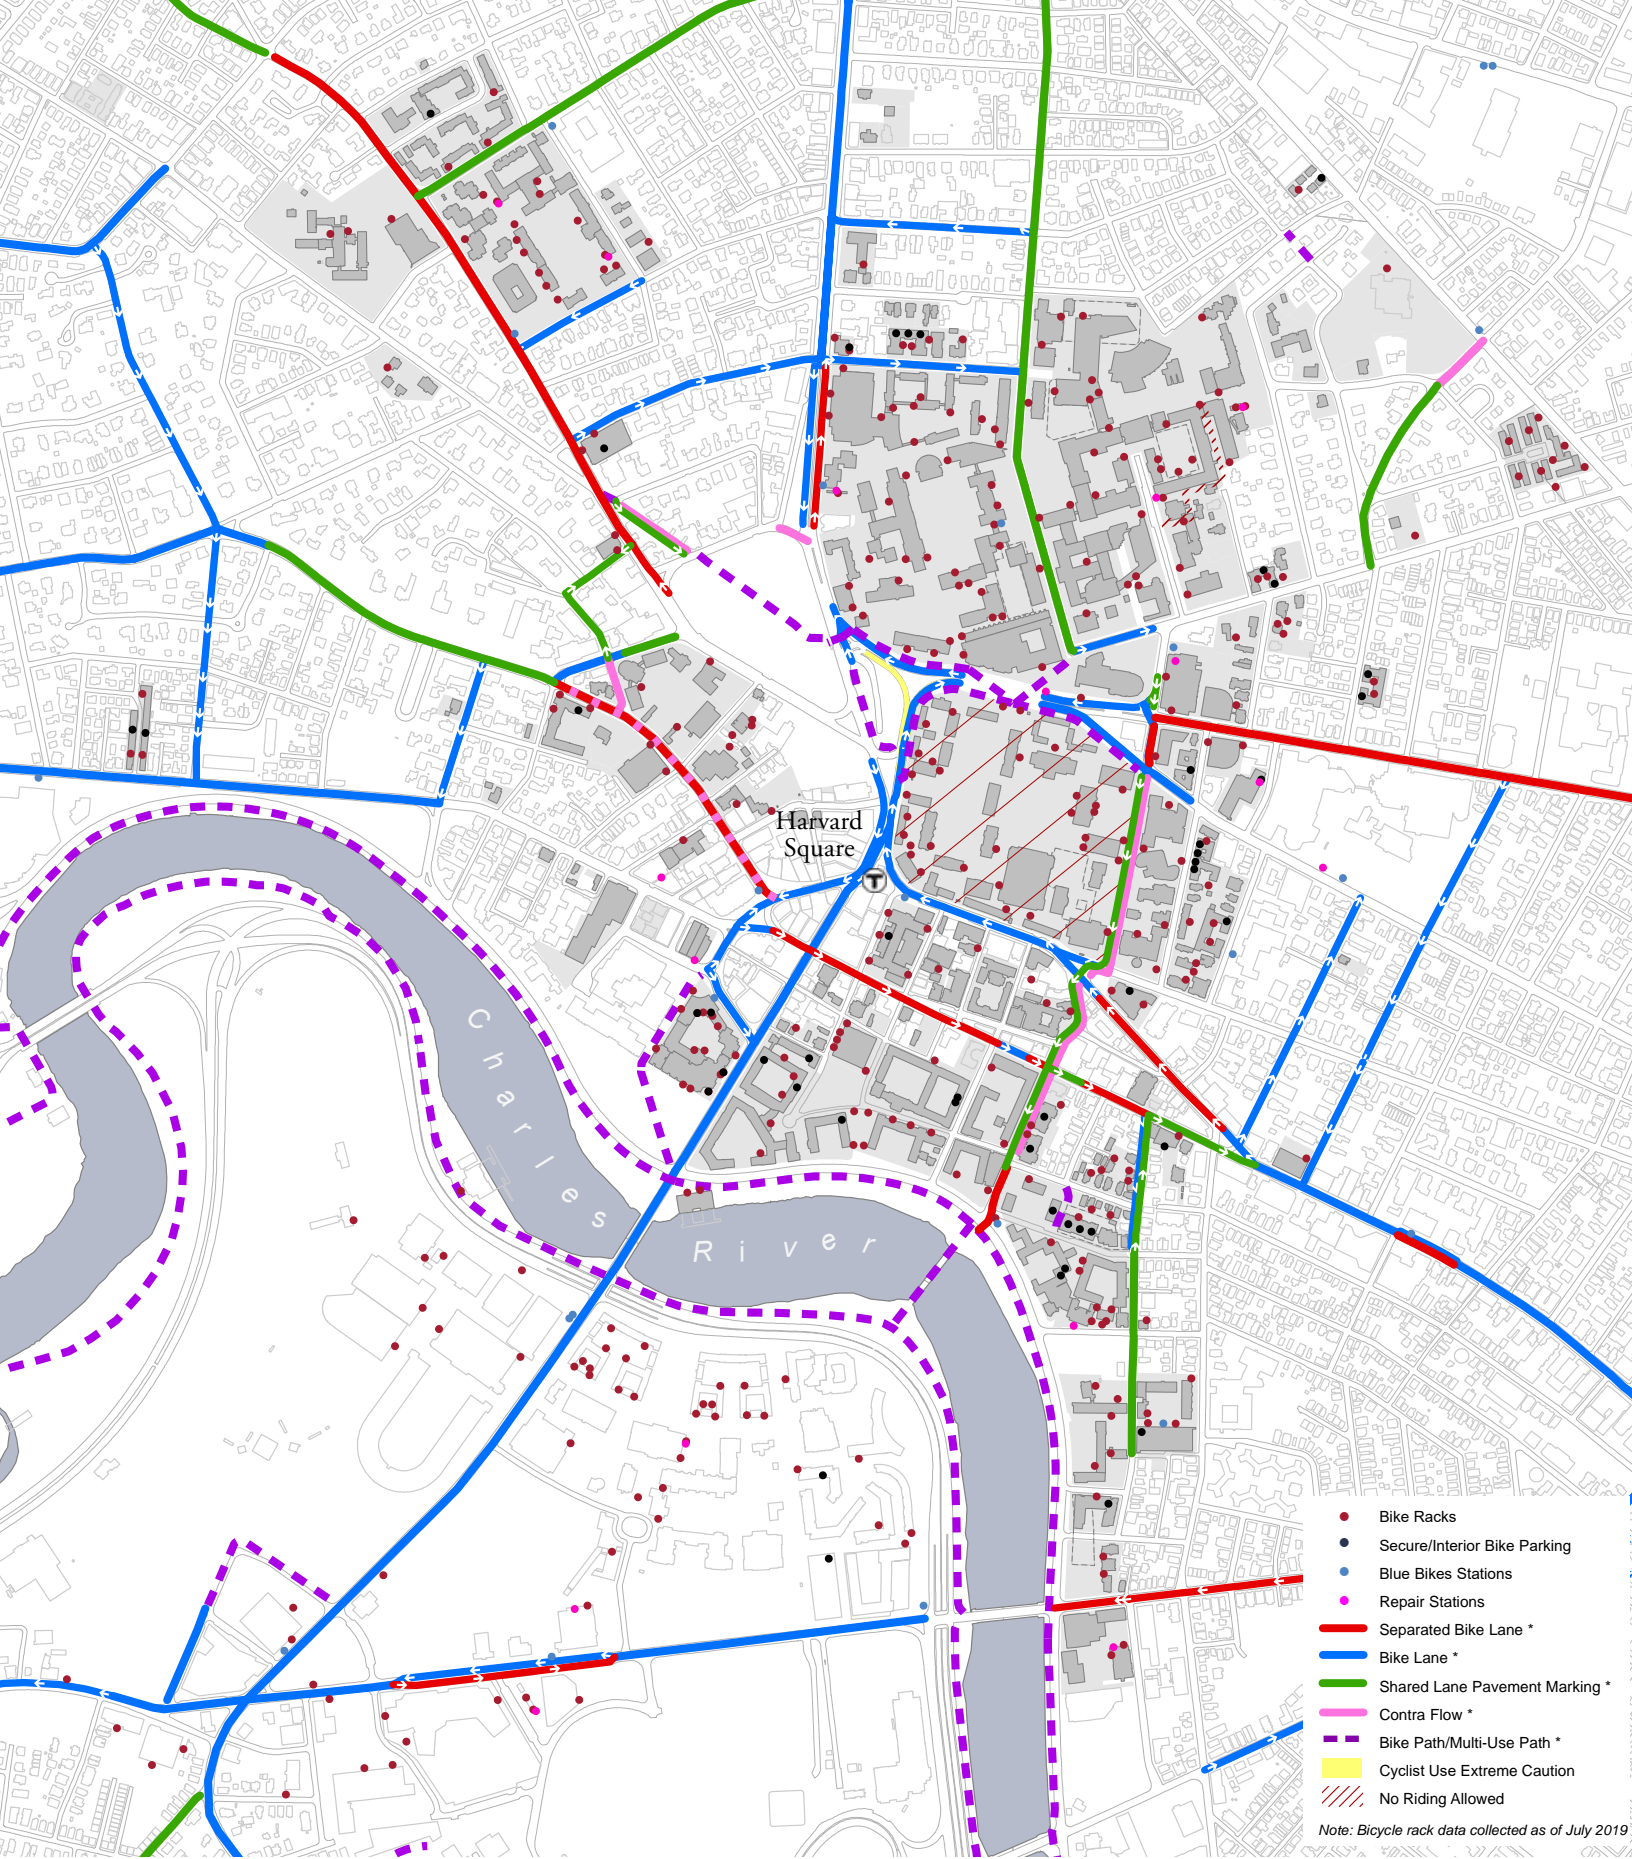 Harvard
Square
T
Charles
River
Bike Racks
Secure/Interior Bike Parking
Blue Bikes Stations
Repair Stations
Separated Bike Lane *
Bike Lane *
Shared Lane Pavement Marking *
Contra Flow *
Bike Path/Multi-Use Path *
Cyclist Use Extreme Caution
No Riding Allowed
Note: Bicycle rack data collected as of July 2019